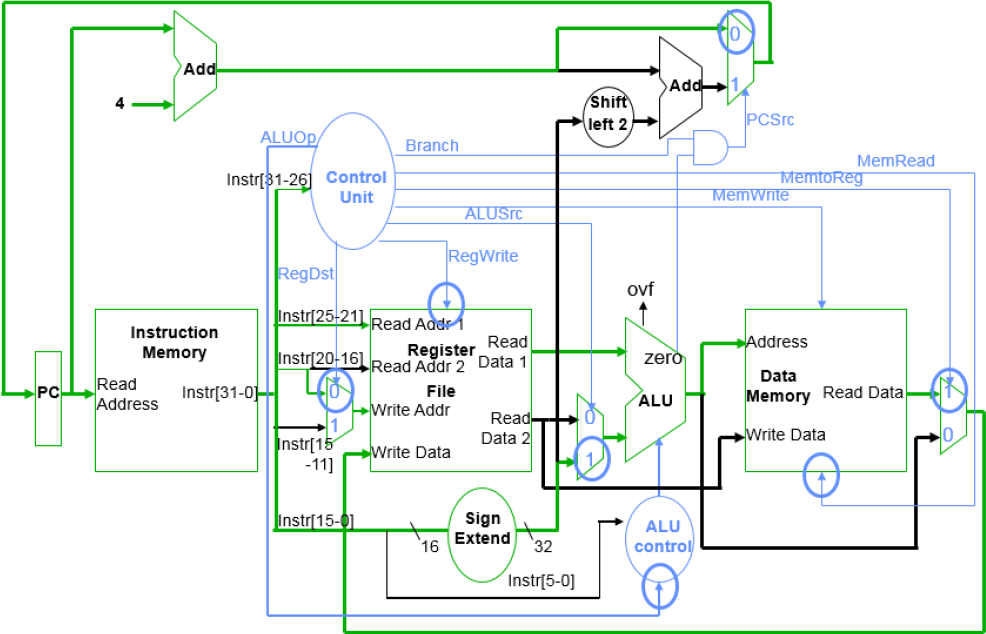 0
Add
Add
1
4
Shift
left 2
PCSrc
ALUOp
Branch
MemRead
Instr[31-26]
Control
Unit
MemtoReg
MemWrite
ALUSrc
RegDst
RegWrite
ovf
Instruction
Memory
Instr[25-21]
Read Addr 1
Register
File
Read
Data 1
zero
Address
Instr[20-16]
Read Addr 2
PC
Read
Address
Instr[31-0]
0
Write Addr
ALU
Data
Memory
Read Data
1
1
Instr[15
-11]
Read
Data 2
0
Write Data
0
Write Data
1
Instr[15-0]
Sign
Extend
16
32
ALU
control
Instr[5-0]